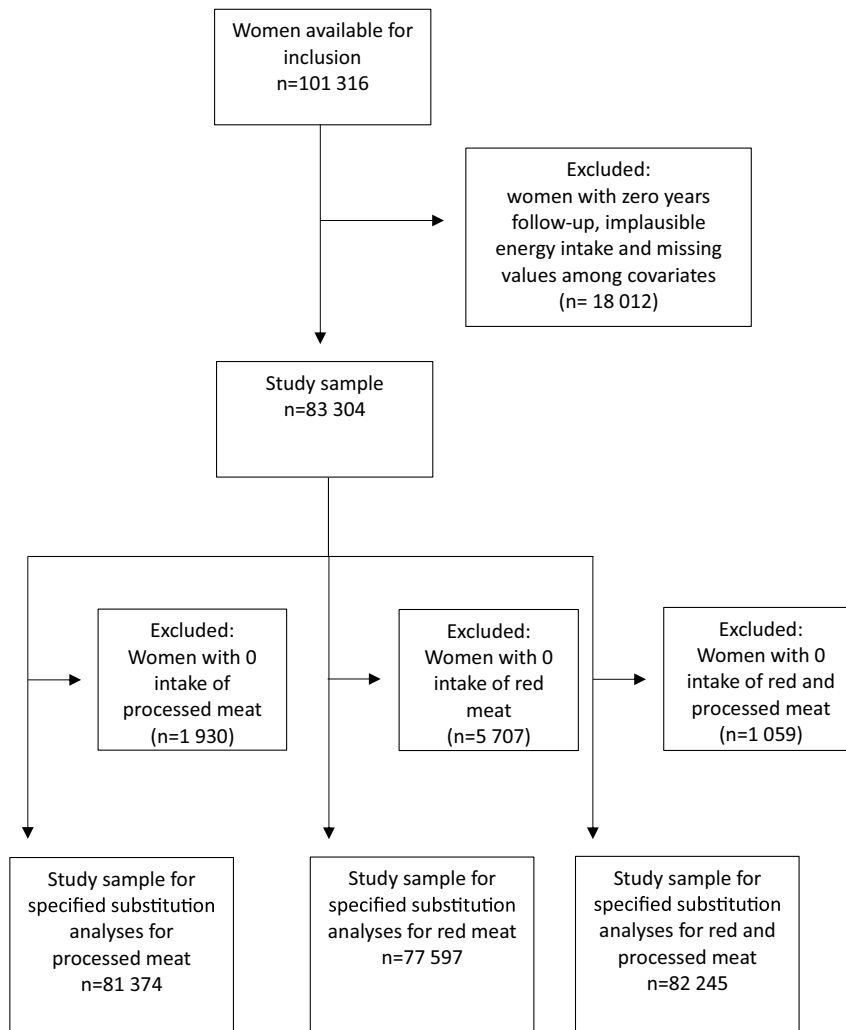 Women available for
inclusion
n=101 316
Excluded:
women with zero years
follow-up, implausible
energy intake and missing
values among covariates
(n= 18 012)
Study sample
n=83 304
Excluded:
Women with 0
intake of
processed meat
(n=1 930)
Excluded:
Women with 0
intake of red
meat
(n=5 707)
Excluded:
Women with 0
intake of red and
processed meat
(n=1 059)
Study sample for
specified substitution
analyses for
processed meat
n=81 374
Study sample for
specified substitution
analyses for red meat
n=77 597
Study sample for
specified substitution
analyses for red and
processed meat
n=82 245